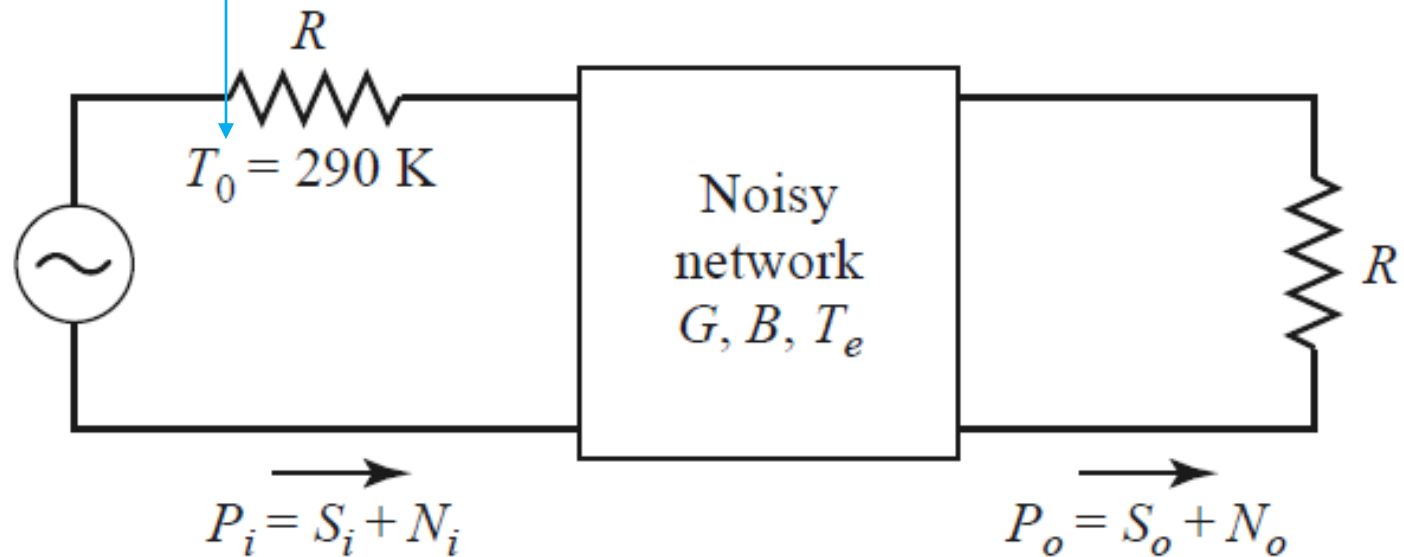 R
T₀ = 290 K
Noisy
network
G, B, Tₑ
R
Pᵢ = Sᵢ + Nᵢ
Pₒ = Sₒ + Nₒ